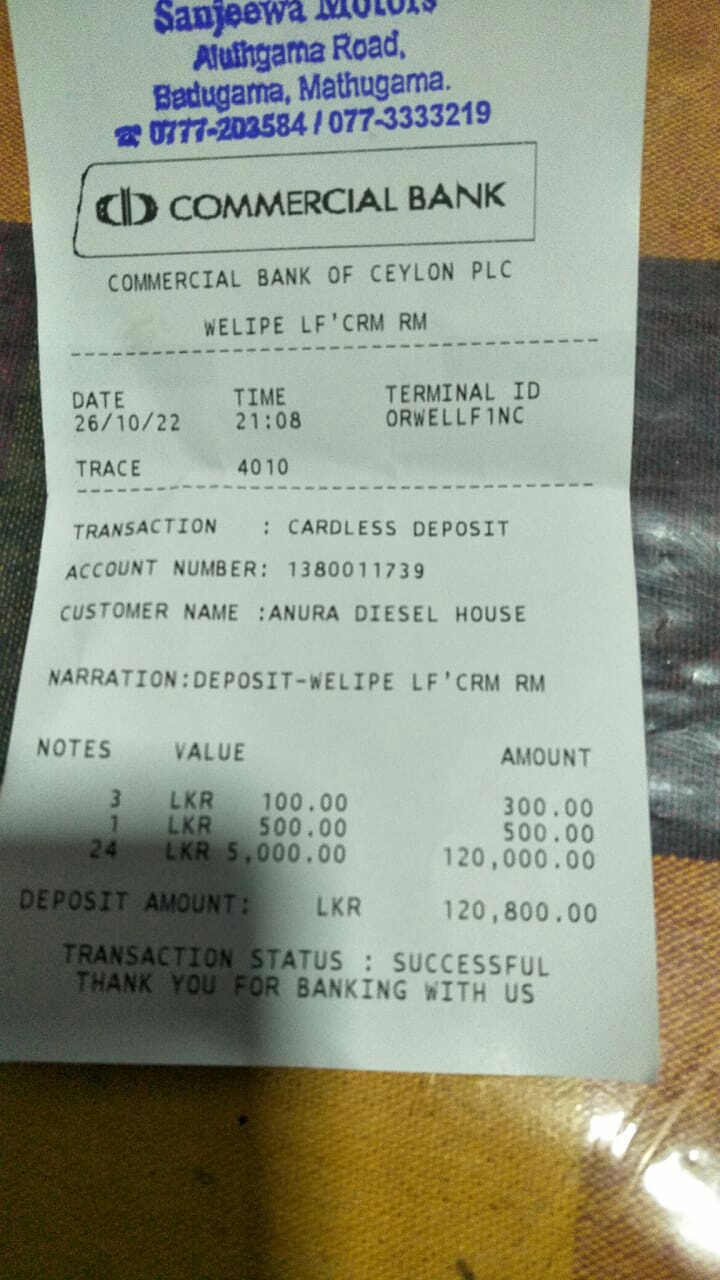 Sanjeewa Motors
Aluthgama Road,
Badugama, Mathugama.
☎ 0777-203584 / 077-3333219
COMMERCIAL BANK
COMMERCIAL BANK OF CEYLON PLC
WELIPE LF'CRM RM
DATE TIME TERMINAL ID
26/10/22 21:08 ORWELLF1NC
TRACE 4010
TRANSACTION : CARDLESS DEPOSIT
ACCOUNT NUMBER: 1380011739
CUSTOMER NAME :ANURA DIESEL HOUSE
NARRATION:DEPOSIT-WELIPE LF'CRM RM
NOTES VALUE AMOUNT
3 LKR 100.00 300.00
1 LKR 500.00 500.00
24 LKR 5,000.00 120,000.00
DEPOSIT AMOUNT: LKR 120,800.00
TRANSACTION STATUS : SUCCESSFUL
THANK YOU FOR BANKING WITH US